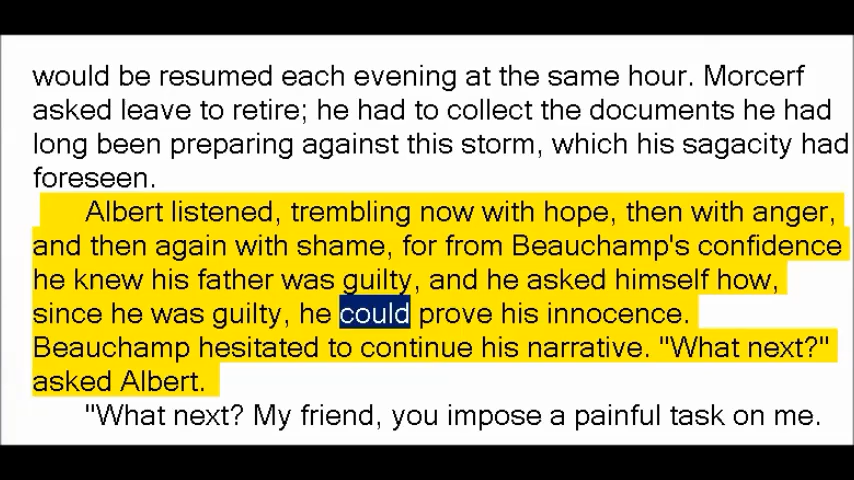 would be resumed each evening at the same hour. Morcerf
asked leave to retire; he had to collect the documents he had
long been preparing against this storm, which his sagacity had
foreseen.
Albert listened, trembling now with hope, then with anger,
and then again with shame, for from Beauchamp's confidence
he knew his father was guilty, and he asked himself how,
since he was guilty, he could prove his innocence.
Beauchamp hesitated to continue his narrative. "What next?"
asked Albert.
"What next? My friend, you impose a painful task on me.